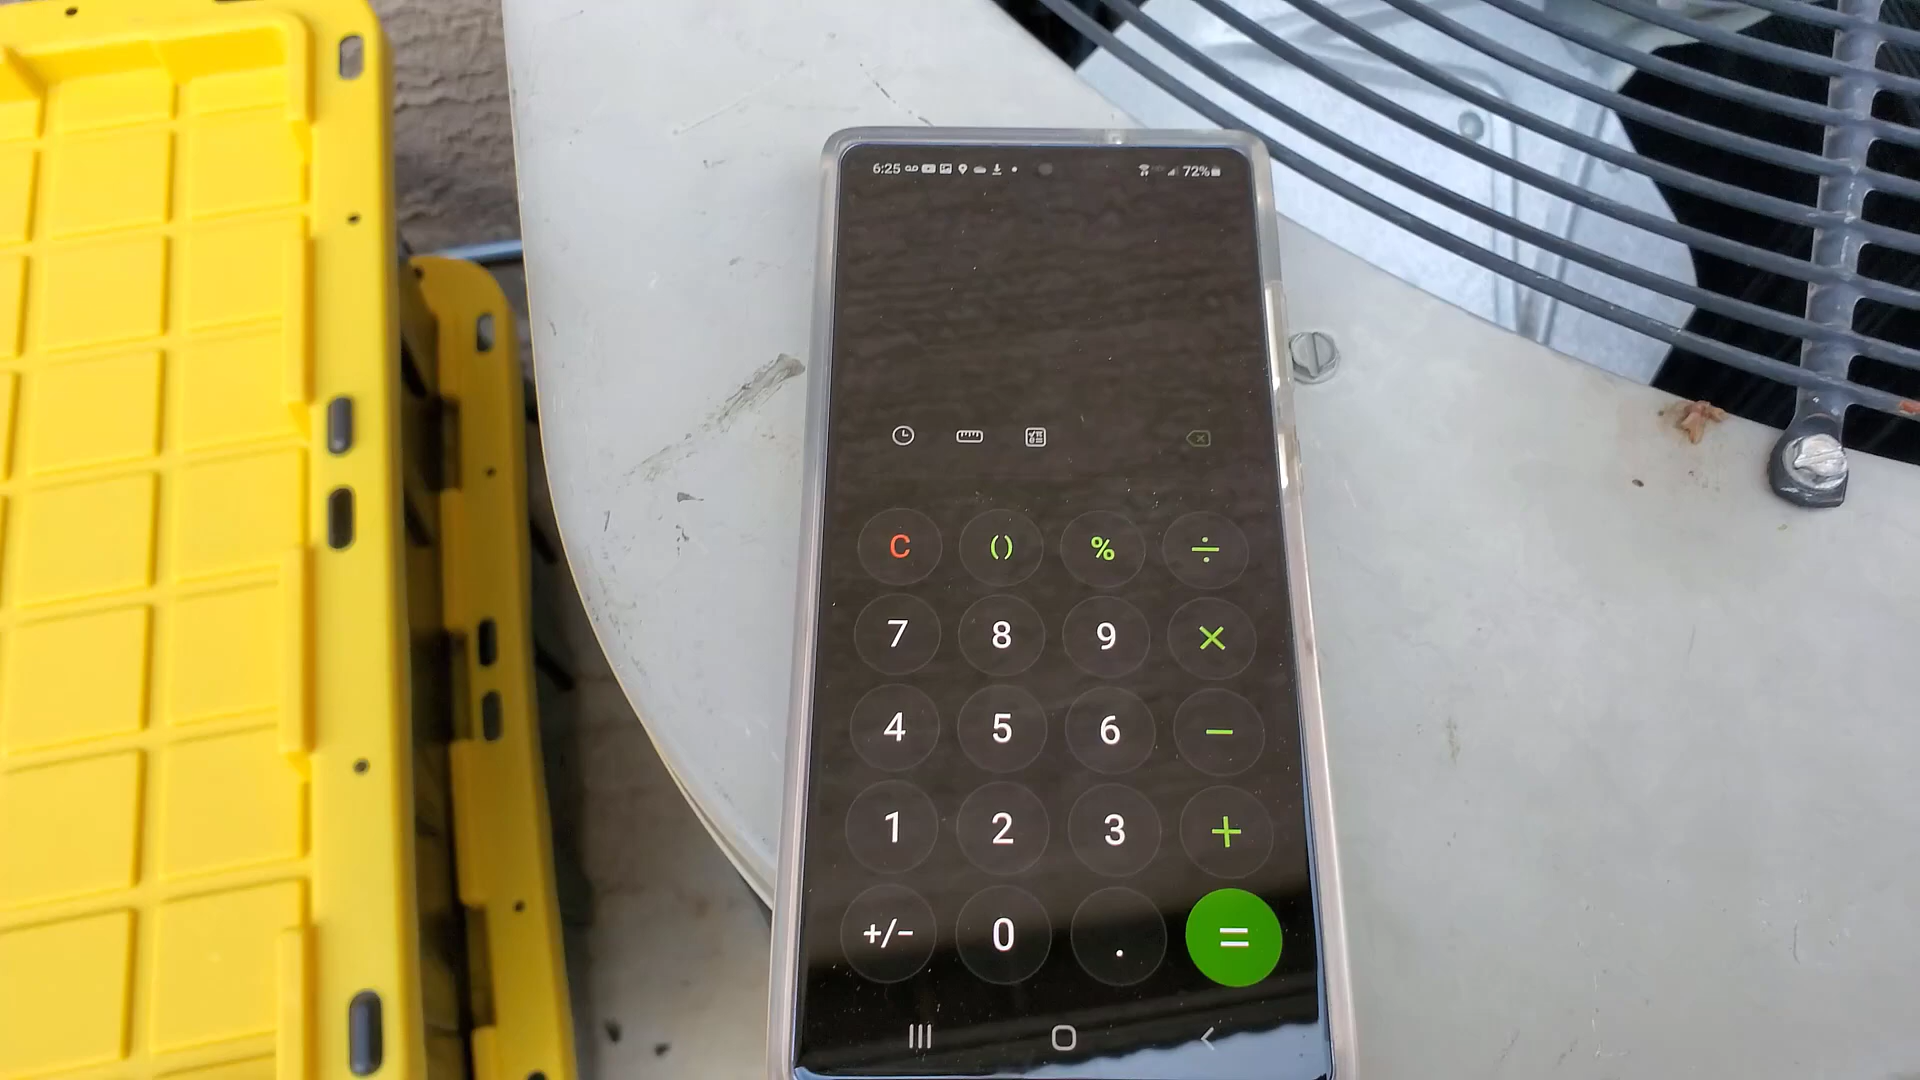 6:25 72%
C () % ÷
7 8 9 ×
4 5 6 −
1 2 3 +
+/− 0 . =